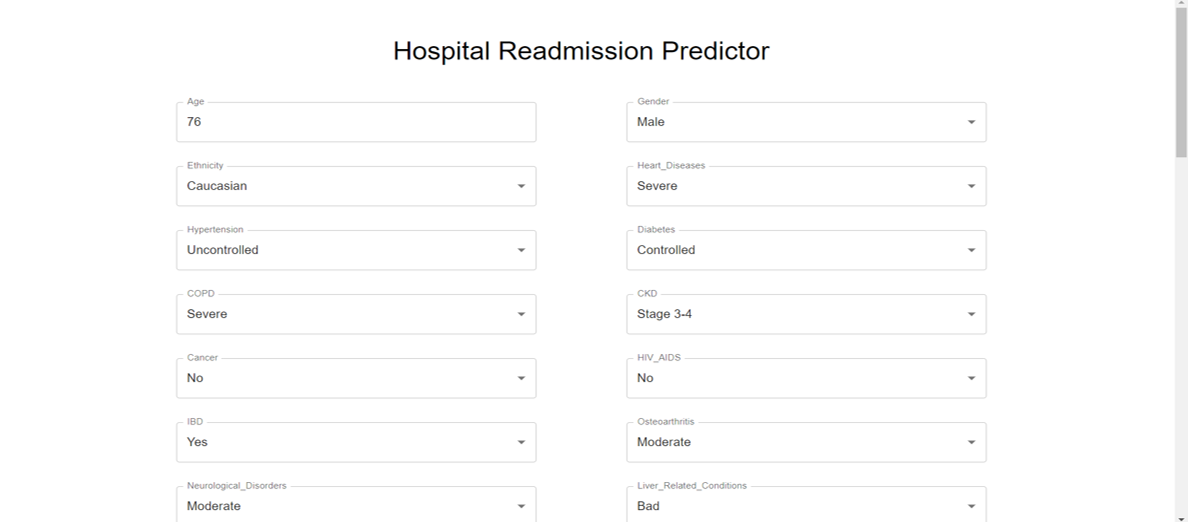 Hospital Readmission Predictor
Age
76
Gender
Male
Ethnicity
Caucasian
Heart_Diseases
Severe
Hypertension
Uncontrolled
Diabetes
Controlled
COPD
Severe
CKD
Stage 3-4
Cancer
No
HIV_AIDS
No
IBD
Yes
Osteoarthritis
Moderate
Neurological_Disorders
Moderate
Liver_Related_Conditions
Bad